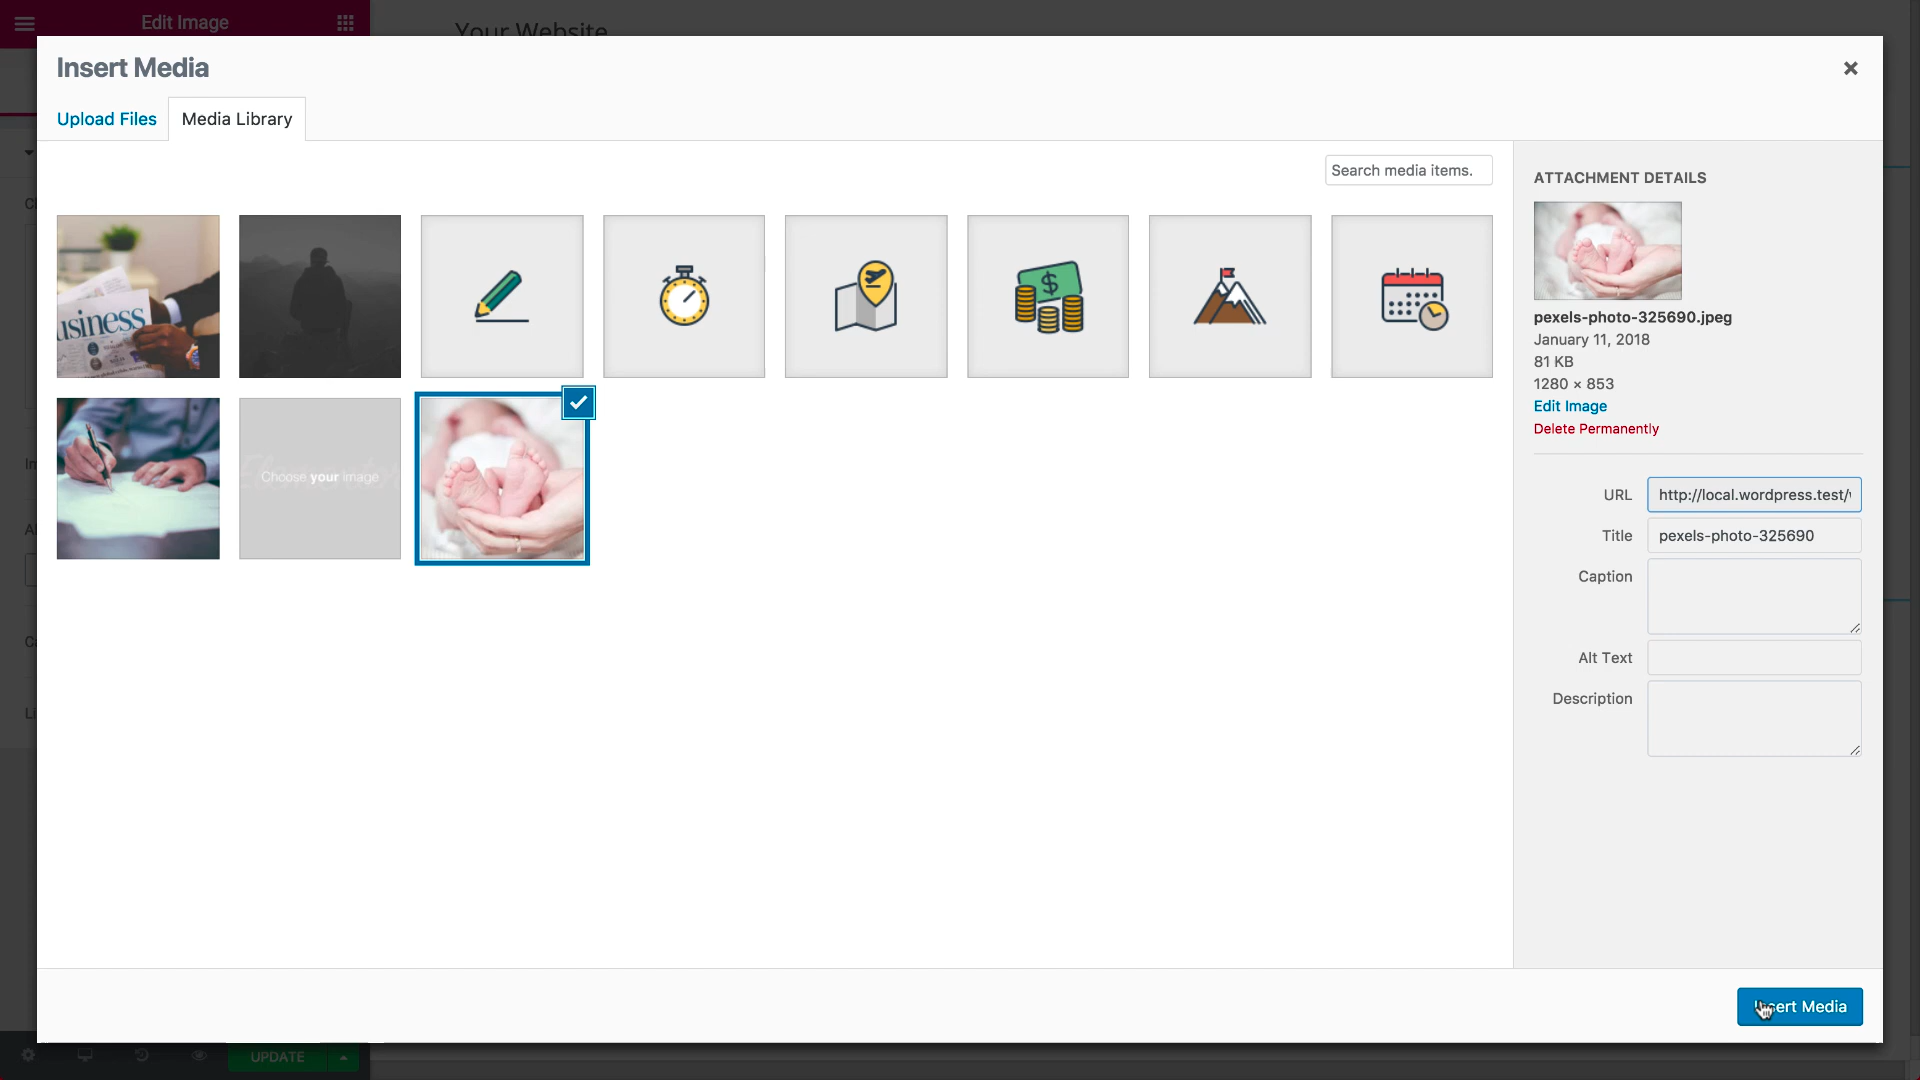 Edit Image
Your Website
Insert Media
Upload Files
Media Library
Search media items.
ATTACHMENT DETAILS
pexels-photo-325690.jpeg
January 11, 2018
81 KB
1280 × 853
Edit Image
Delete Permanently
usiness
$
Choose your image
URL
http://local.wordpress.test/
Title
pexels-photo-325690
Caption
Alt Text
Description
Insert Media
UPDATE